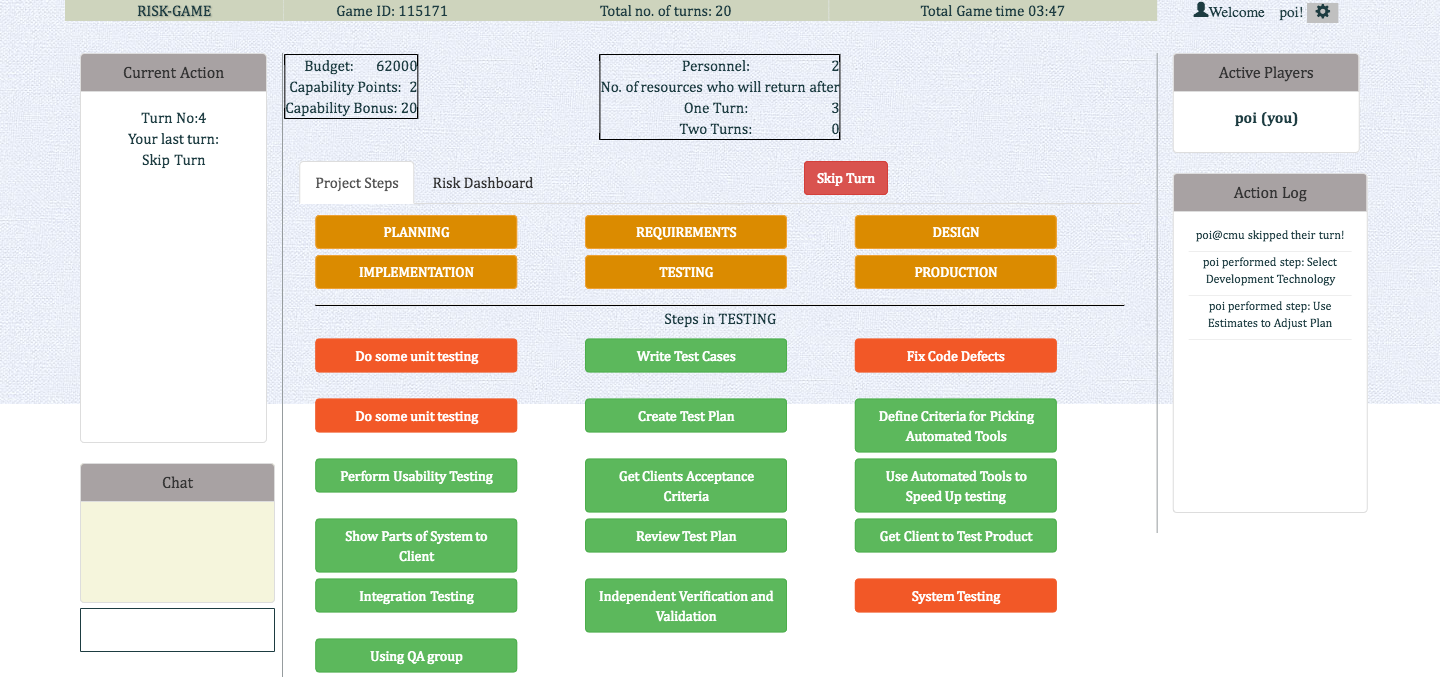 RISK-GAME Game ID: 115171 Total no. of turns: 20 Total Game time 03:47 Welcome poi!
Current Action
Turn No:4
Your last turn:
Skip Turn
Chat
Budget: 62000
Capability Points: 2
Capability Bonus: 20
Personnel: 2
No. of resources who will return after
One Turn: 3
Two Turns: 0
Project Steps Risk Dashboard Skip Turn
PLANNING REQUIREMENTS DESIGN
IMPLEMENTATION TESTING PRODUCTION
Steps in TESTING
Do some unit testing
Write Test Cases
Fix Code Defects
Do some unit testing
Create Test Plan
Define Criteria for Picking
Automated Tools
Perform Usability Testing
Get Clients Acceptance
Criteria
Use Automated Tools to
Speed Up testing
Show Parts of System to
Client
Review Test Plan
Get Client to Test Product
Integration Testing
Independent Verification and
Validation
System Testing
Using QA group
Active Players
poi (you)
Action Log
poi@cmu skipped their turn!
poi performed step: Select
Development Technology
poi performed step: Use
Estimates to Adjust Plan